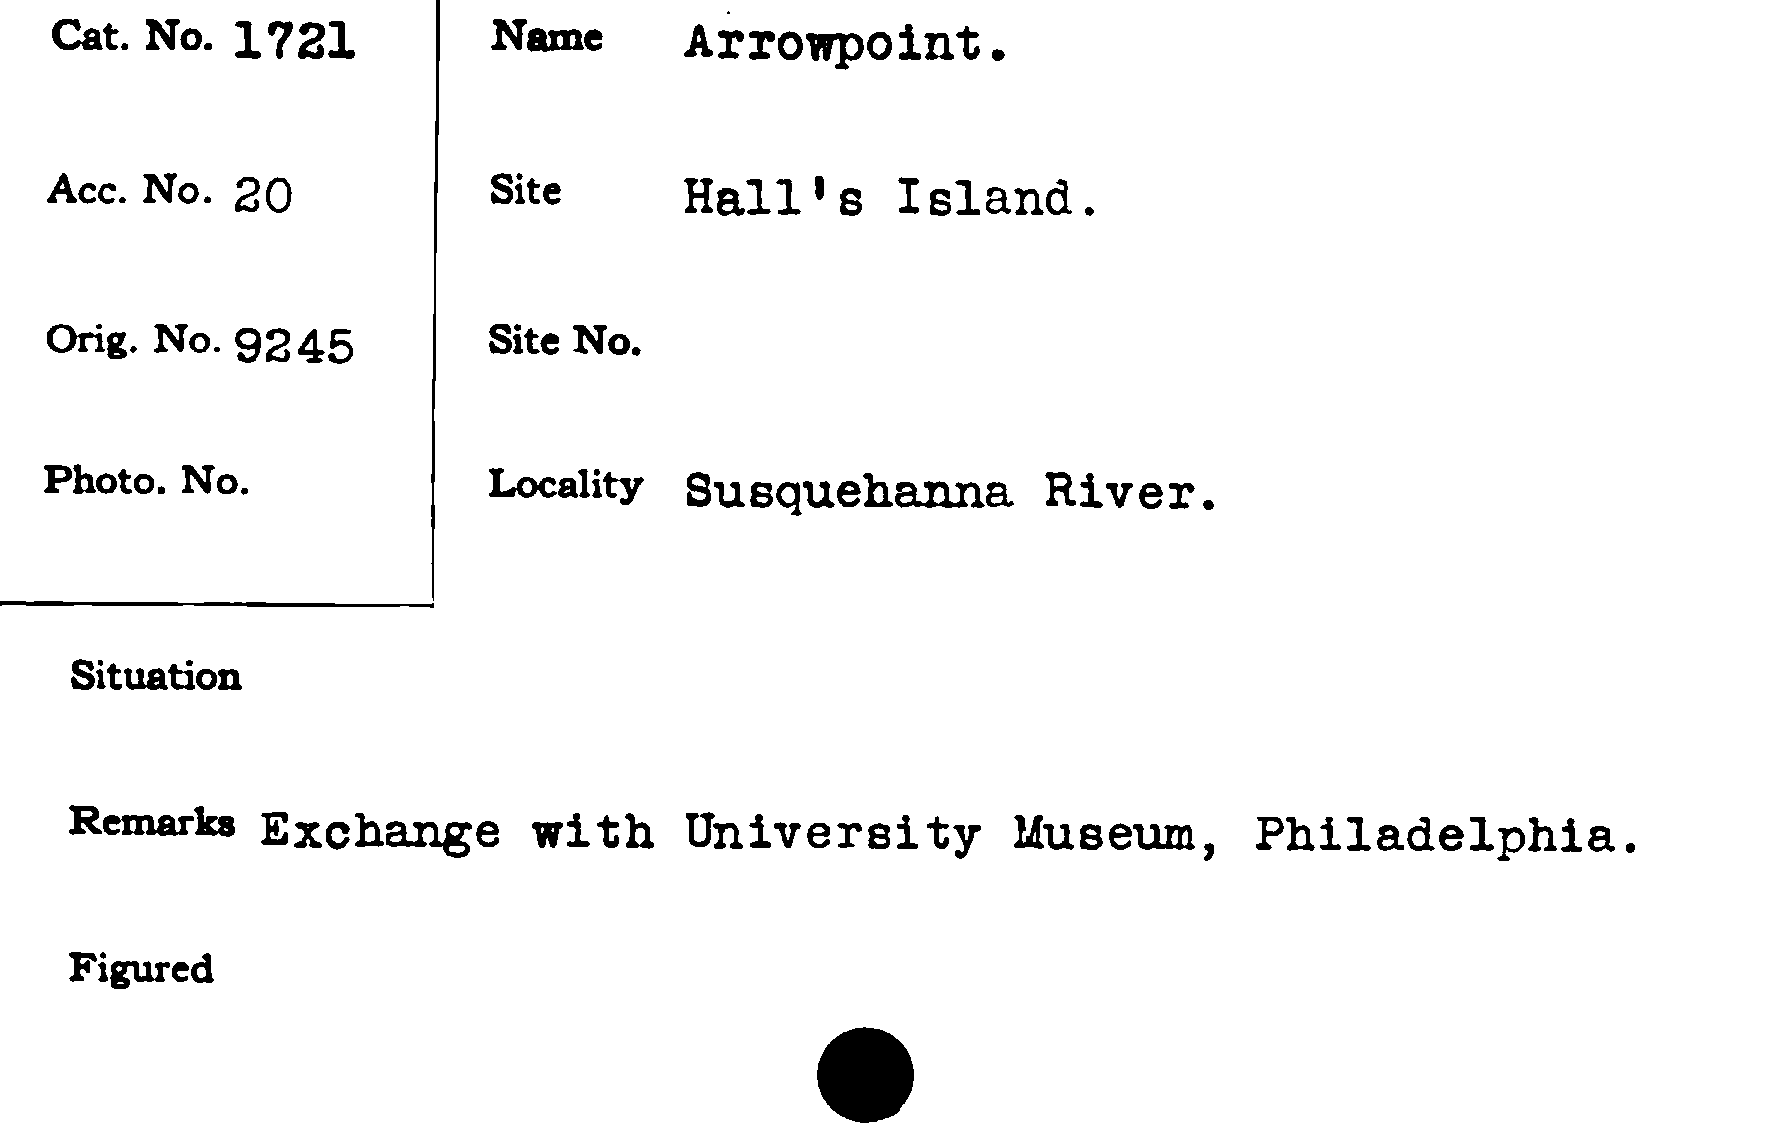 Cat. No. 1721
Acc. No. 20
Orig. No. 9245
Photo. No.
Name Arrowpoint.
Site Hall's Island.
Site No.
Locality Susquehanna River.
Situation
Remarks Exchange with University Museum, Philadelphia.
Figured